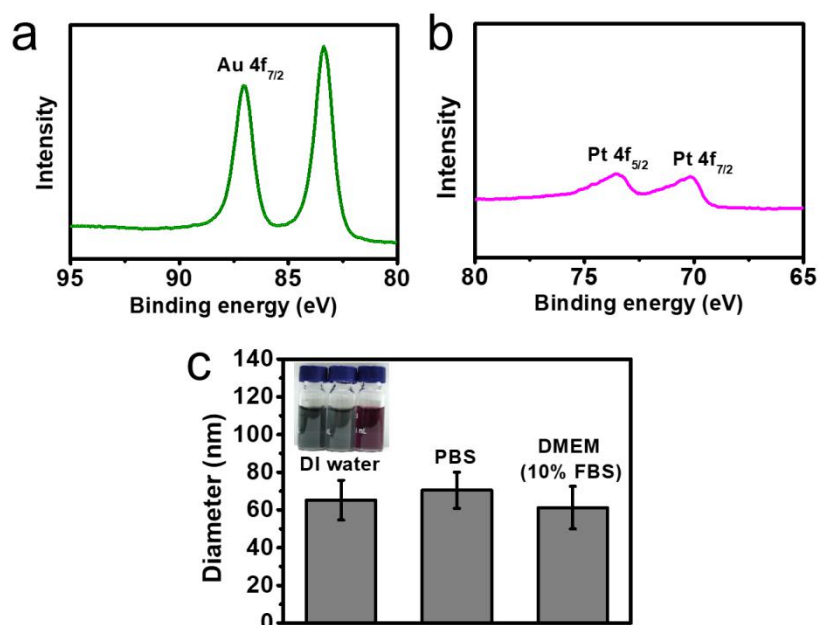 a
Au 4f7/2
Intensity
95 90 85 80
Binding energy (eV)
b
Pt 4f5/2 Pt 4f7/2
Intensity
80 75 70 65
Binding energy (eV)
c
140
120
100
80
60
40
20
0
Diameter (nm)
DI water
PBS
DMEM
(10% FBS)